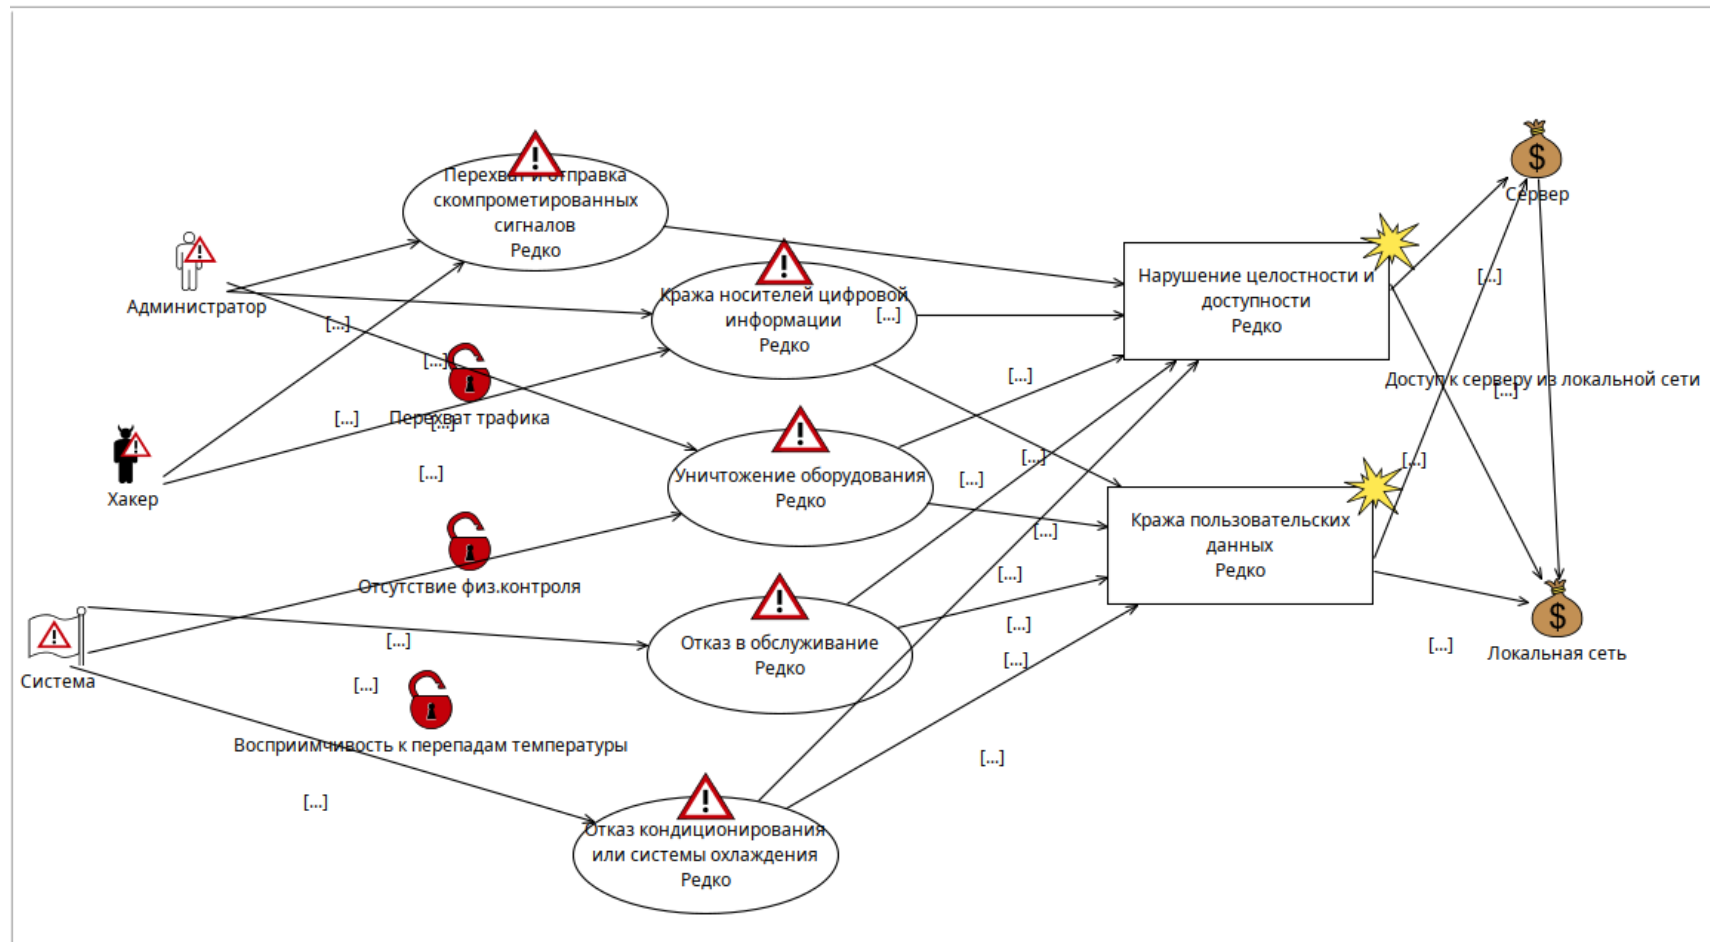 Перехват и отправка
скомпрометированных
сигналов
Редко
$
Сервер
Администратор
Кража носителей цифровой
информации
Редко
[...]
Нарушение целостности и
доступности
Редко
[...]
[...]
[...]
[...]
Доступ к серверу из локальной сети
[...]
[...]
Перехват трафика
[...]
[...]
Хакер
Уничтожение оборудования
Редко
[...]
[...]
[...]
Кража пользовательских
данных
Редко
[...]
[...]
Отсутствие физ.контроля
[...]
[...]
[...]
Отказ в обслуживание
Редко
[...]
[...]
$
Локальная сеть
Система
[...]
Восприимчивость к перепадам температуры
[...]
[...]
Отказ кондиционирования
или системы охлаждения
Редко